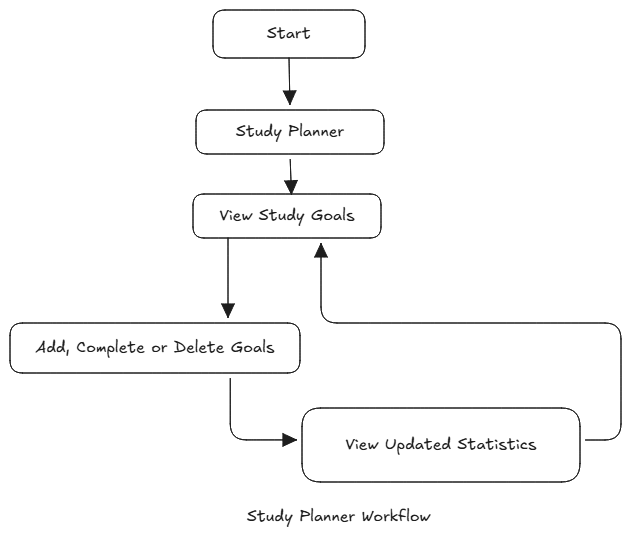 Start
Study Planner
View Study Goals
Add, Complete or Delete Goals
View Updated Statistics
Study Planner Workflow